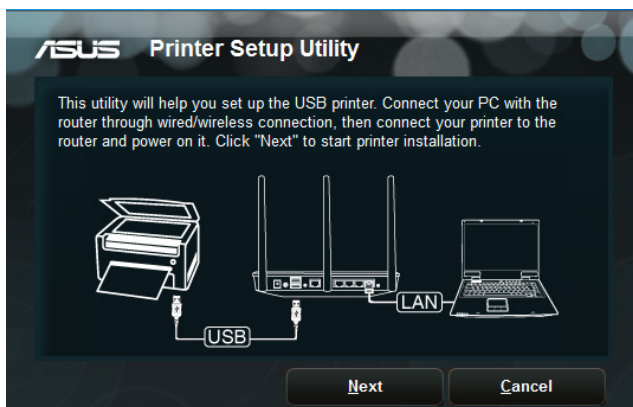 ASUS Printer Setup Utility
This utility will help you set up the USB printer. Connect your PC with the
router through wired/wireless connection, then connect your printer to the
router and power on it. Click "Next" to start printer installation.
LAN
USB
Next Cancel